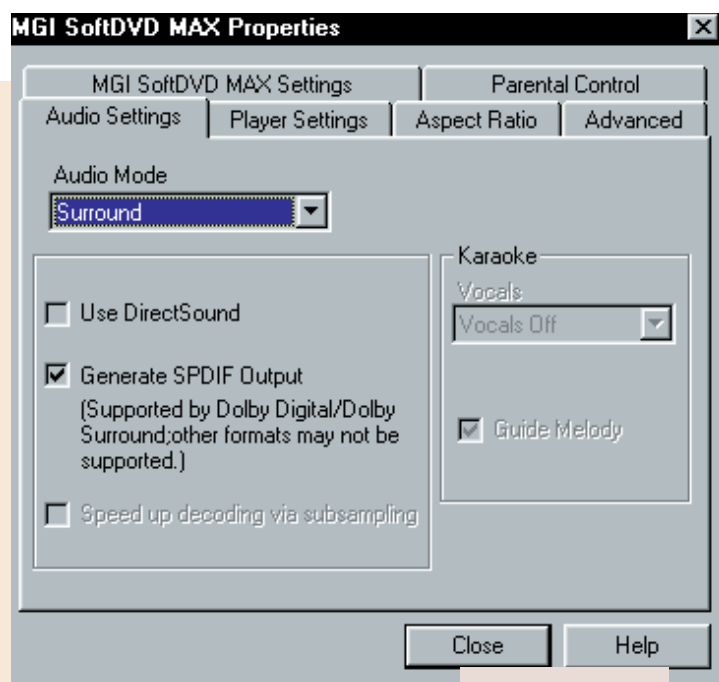 MGI SoftDVD MAX Properties
MGI SoftDVD MAX Settings
Parental Control
Audio Settings
Player Settings
Aspect Ratio
Advanced
Audio Mode
Surround
Use DirectSound
Generate SPDIF Output
(Supported by Dolby Digital/Dolby
Surround;other formats may not be
supported.)
Speed up decoding via subsampling
Karaoke
Vocals
Vocals Off
Guide Melody
Close
Help